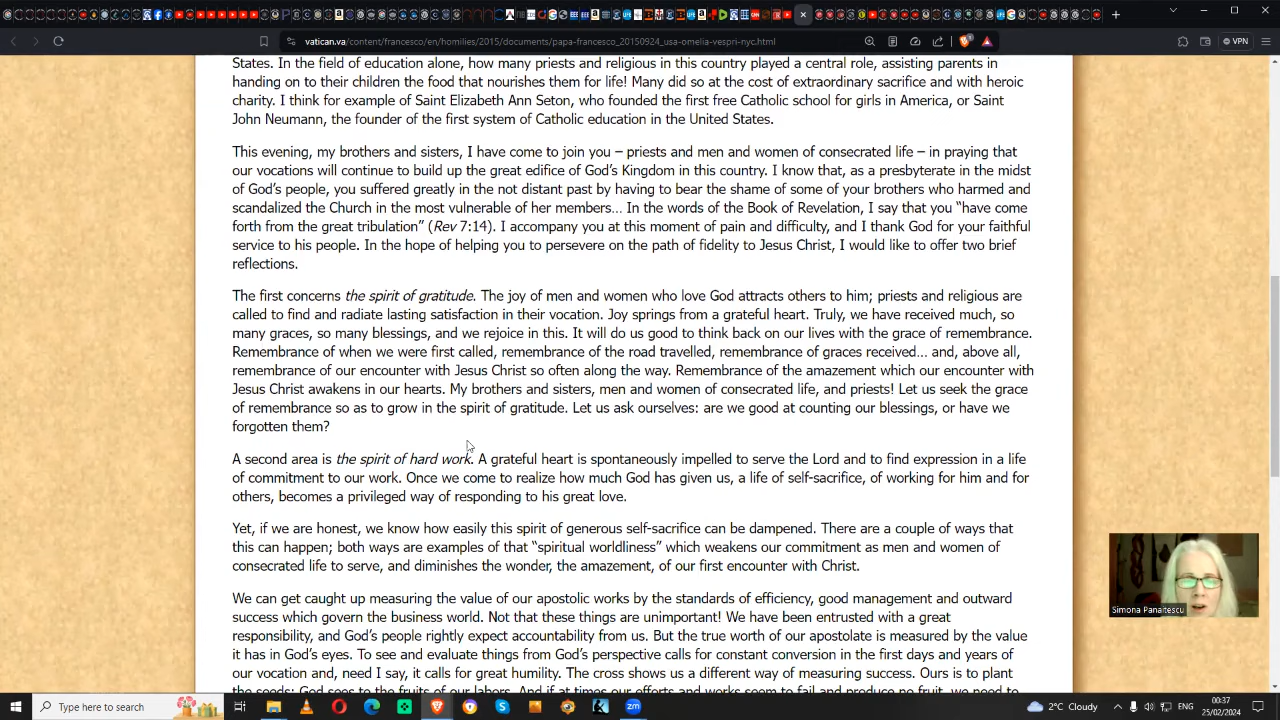 vatican.va/content/francesco/en/homilies/2015/documents/papa-francesco_20150924_usa-omelia-vespri-nyc.html
VPN
States. In the field of education alone, how many priests and religious in this country played a central role, assisting parents in
handing on to their children the food that nourishes them for life! Many did so at the cost of extraordinary sacrifice and with heroic
charity. I think for example of Saint Elizabeth Ann Seton, who founded the first free Catholic school for girls in America, or Saint
John Neumann, the founder of the first system of Catholic education in the United States.
This evening, my brothers and sisters, I have come to join you – priests and men and women of consecrated life – in praying that
our vocations will continue to build up the great edifice of God’s Kingdom in this country. I know that, as a presbyterate in the midst
of God’s people, you suffered greatly in the not distant past by having to bear the shame of some of your brothers who harmed and
scandalized the Church in the most vulnerable of her members… In the words of the Book of Revelation, I say that you “have come
forth from the great tribulation” (Rev 7:14). I accompany you at this moment of pain and difficulty, and I thank God for your faithful
service to his people. In the hope of helping you to persevere on the path of fidelity to Jesus Christ, I would like to offer two brief
reflections.
The first concerns the spirit of gratitude. The joy of men and women who love God attracts others to him; priests and religious are
called to find and radiate lasting satisfaction in their vocation. Joy springs from a grateful heart. Truly, we have received much, so
many graces, so many blessings, and we rejoice in this. It will do us good to think back on our lives with the grace of remembrance.
Remembrance of when we were first called, remembrance of the road travelled, remembrance of graces received… and, above all,
remembrance of our encounter with Jesus Christ so often along the way. Remembrance of the amazement which our encounter with
Jesus Christ awakens in our hearts. My brothers and sisters, men and women of consecrated life, and priests! Let us seek the grace
of remembrance so as to grow in the spirit of gratitude. Let us ask ourselves: are we good at counting our blessings, or have we
forgotten them?
A second area is the spirit of hard work. A grateful heart is spontaneously impelled to serve the Lord and to find expression in a life
of commitment to our work. Once we come to realize how much God has given us, a life of self-sacrifice, of working for him and for
others, becomes a privileged way of responding to his great love.
Yet, if we are honest, we know how easily this spirit of generous self-sacrifice can be dampened. There are a couple of ways that
this can happen; both ways are examples of that “spiritual worldliness” which weakens our commitment as men and women of
consecrated life to serve, and diminishes the wonder, the amazement, of our first encounter with Christ.
We can get caught up measuring the value of our apostolic works by the standards of efficiency, good management and outward
success which govern the business world. Not that these things are unimportant! We have been entrusted with a great
responsibility, and God’s people rightly expect accountability from us. But the true worth of our apostolate is measured by the value
it has in God’s eyes. To see and evaluate things from God’s perspective calls for constant conversion in the first days and years of
our vocation and, need I say, it calls for great humility. The cross shows us a different way of measuring success. Ours is to plant
the seeds: God sees to the fruits of our labors. And if at times our efforts and works seem to fail and produce no fruit, we need to
Simona Panaitescu
Type here to search
2°C Cloudy
00:37
25/02/2024